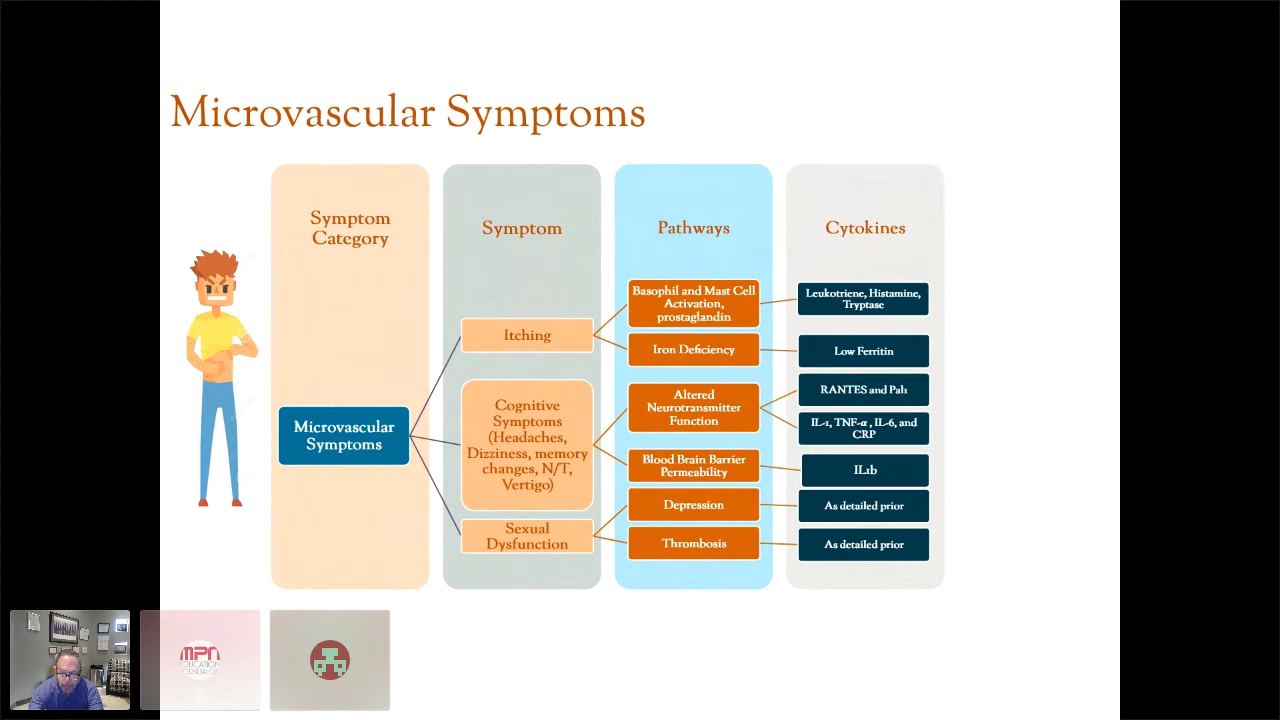 Microvascular Symptoms
Symptom
Category
Symptom
Pathways
Cytokines
Microvascular
Symptoms
Itching
Cognitive
Symptoms
(Headaches,
Dizziness, memory
changes, N/T,
Vertigo)
Sexual
Dysfunction
Basophil and Mast Cell
Activation,
prostaglandin
Iron Deficiency
Altered
Neurotransmitter
Function
Blood Brain Barrier
Permeability
Depression
Thrombosis
Leukotriene, Histamine,
Tryptase
Low Ferritin
RANTES and Pal1
IL-1, TNF-α , IL-6, and
CRP
IL1b
As detailed prior
As detailed prior
MPN
EDUCATION
FOUNDATION